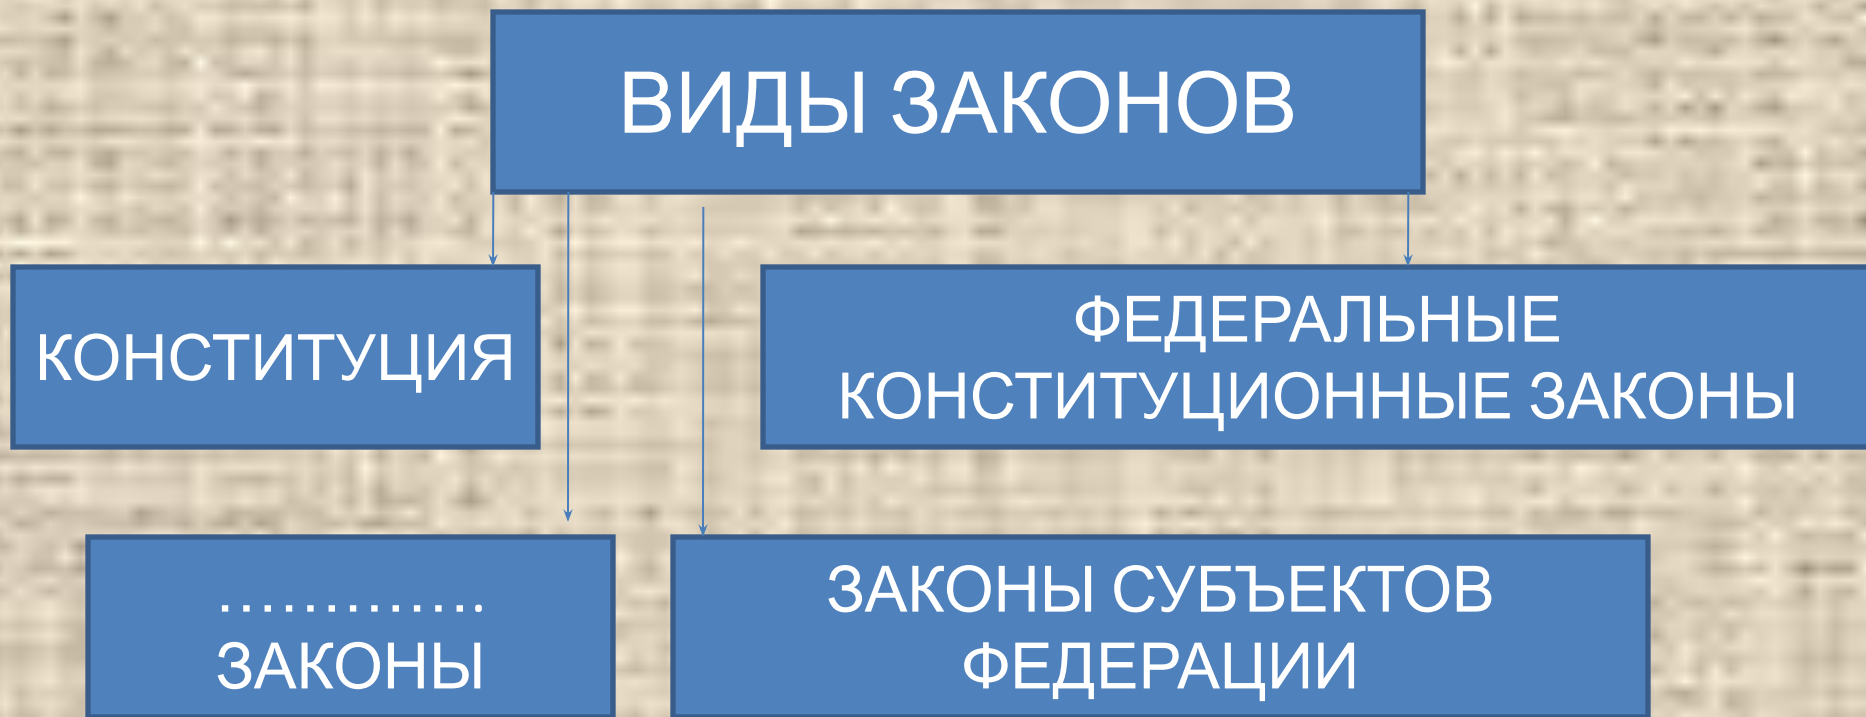 ВИДЫ ЗАКОНОВ
КОНСТИТУЦИЯ
ФЕДЕРАЛЬНЫЕ
КОНСТИТУЦИОННЫЕ ЗАКОНЫ
………….
ЗАКОНЫ
ЗАКОНЫ СУБЪЕКТОВ
ФЕДЕРАЦИИ